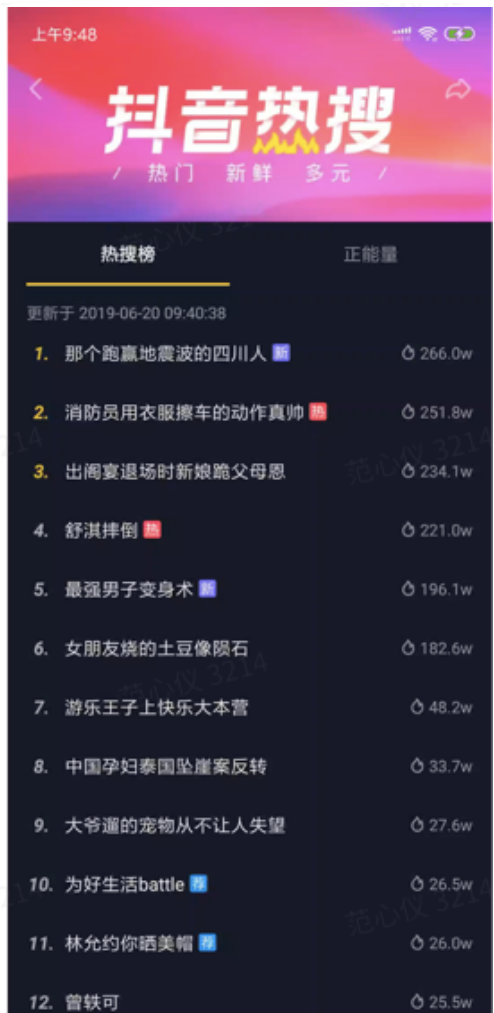 上午9:48
抖音热搜
/ 热门 新鲜 多元 /
热搜榜 正能量
更新于 2019-06-20 09:40:38
1. 那个跑赢地震波的四川人 新 266.0w
2. 消防员用衣服擦车的动作真帅 热 251.8w
3. 出阁宴退场时新娘跪父母恩 234.1w
4. 舒淇摔倒 热 221.0w
5. 最强男子变身术 新 196.1w
6. 女朋友烧的土豆像陨石 182.6w
7. 游乐王子上快乐大本营 48.2w
8. 中国孕妇泰国坠崖案反转 33.7w
9. 大爷遛的宠物从不让人失望 27.6w
10. 为好生活battle 荐 26.5w
11. 林允约你晒美帽 荐 26.0w
12. 曾轶可 25.5w
范心仪 3214